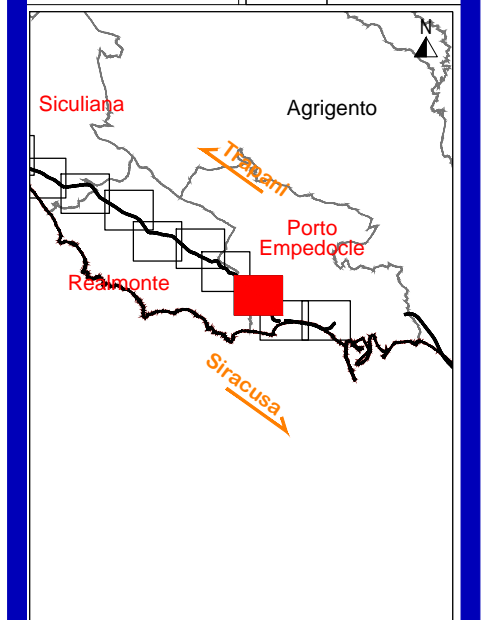 N
Siculiana
Agrigento
Trapani
Porto
Empedocle
Realmonte
Siracusa